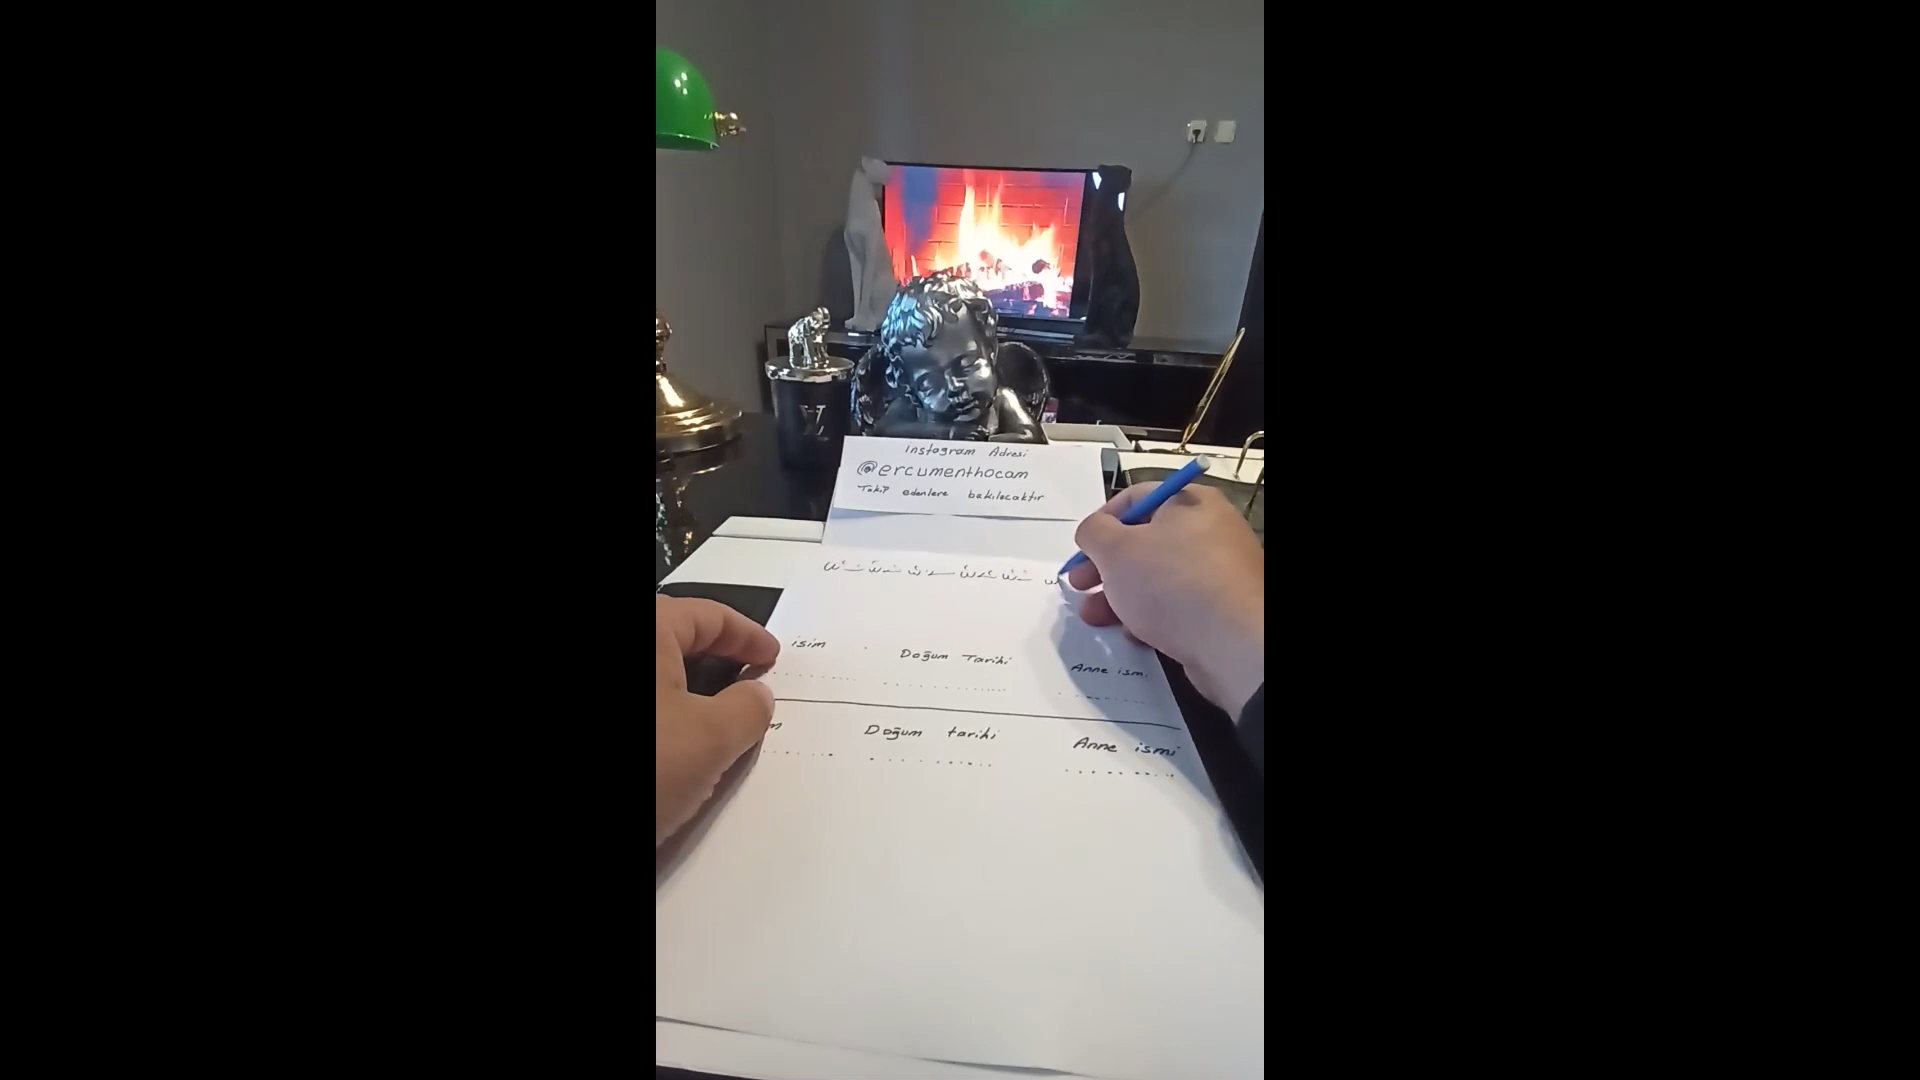 instagram Adresi
@ercumenthocam
Takip edenlere bakılacaktır
isim Doğum Tarihi Anne ismi
Doğum tarihi Anne ismi